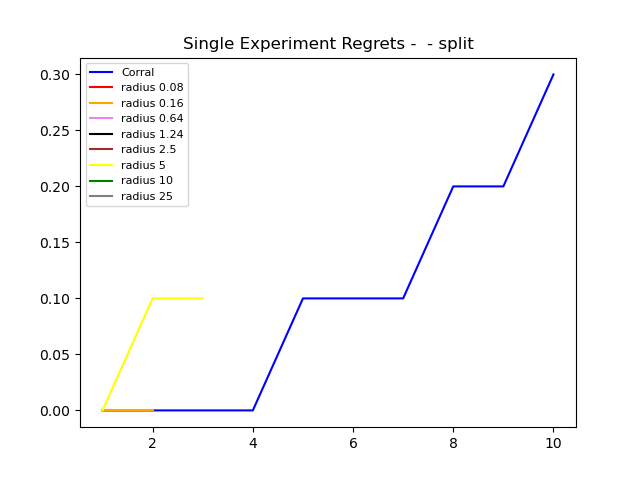 Single Experiment Regrets -  - split
Corral
radius 0.08
radius 0.16
radius 0.64
radius 1.24
radius 2.5
radius 5
radius 10
radius 25
0.30
0.25
0.20
0.15
0.10
0.05
0.00
2 4 6 8 10